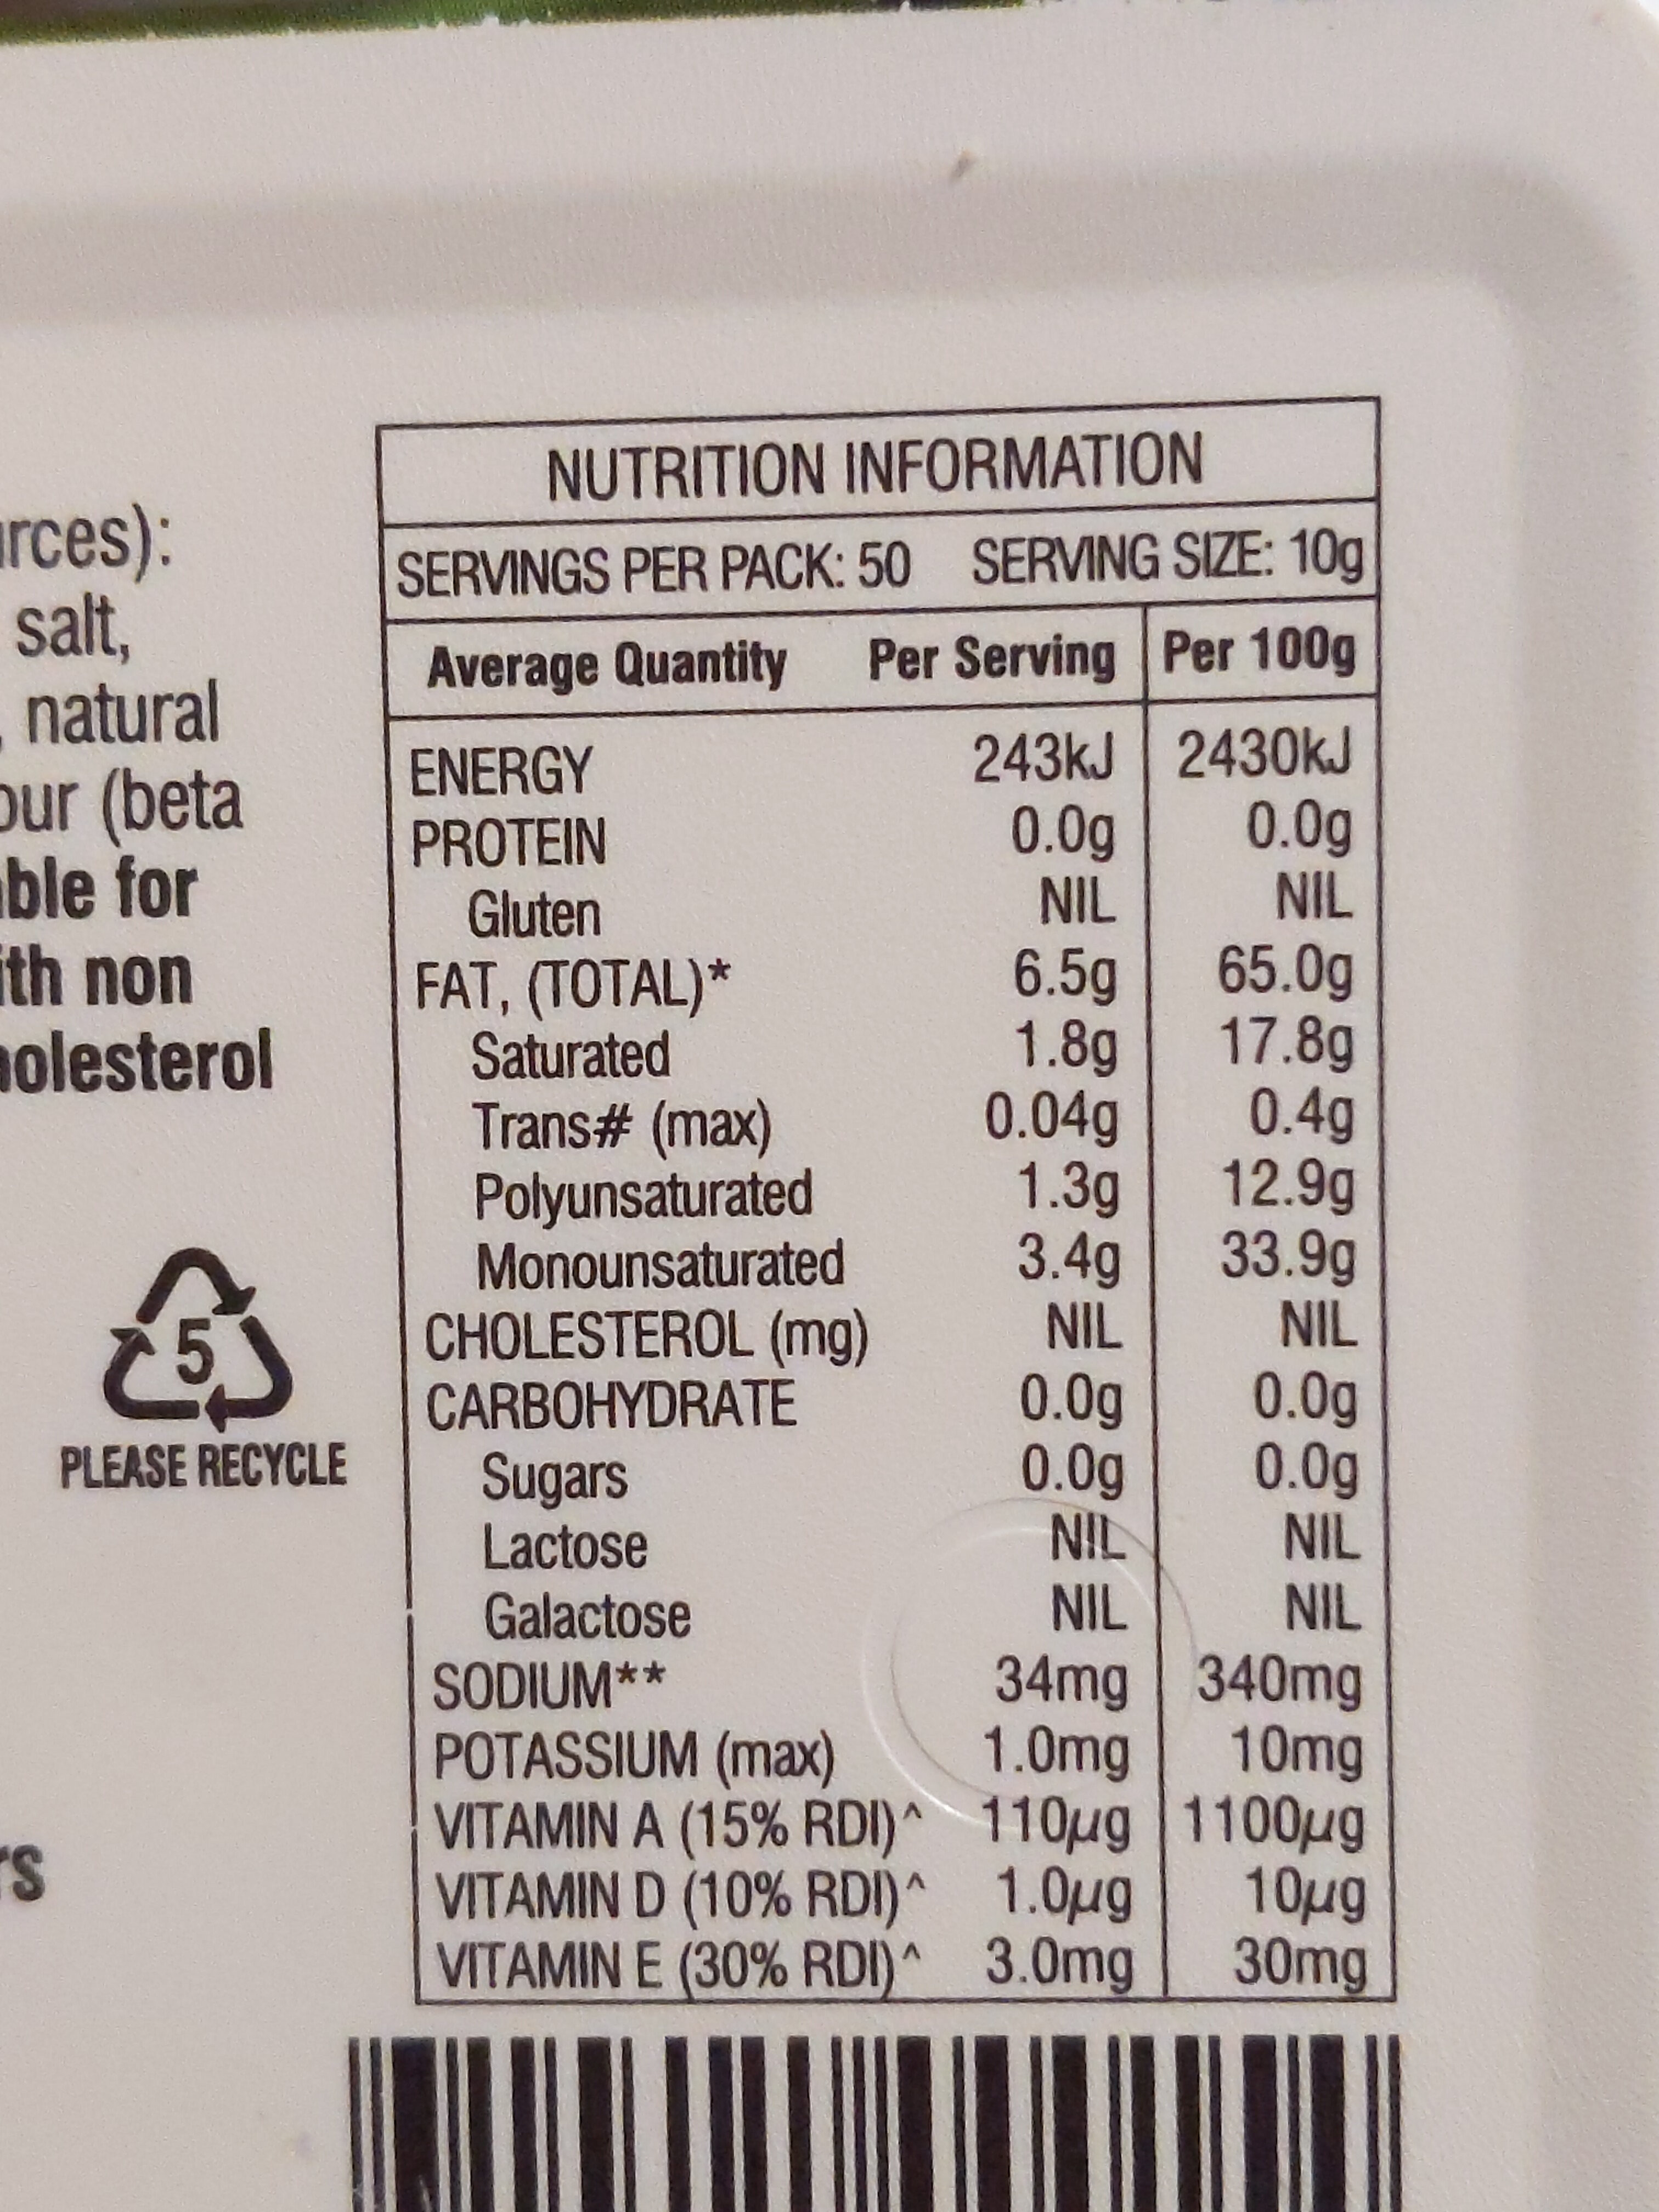 urces):
salt,
, natural
our (beta
able for
ith non
holesterol
5
PLEASE RECYCLE
rs
NUTRITION INFORMATION
SERVINGS PER PACK: 50 SERVING SIZE: 10g
Average Quantity Per Serving Per 100g
ENERGY 243kJ 2430kJ
PROTEIN 0.0g 0.0g
Gluten NIL NIL
FAT, (TOTAL)* 6.5g 65.0g
Saturated 1.8g 17.8g
Trans# (max) 0.04g 0.4g
Polyunsaturated 1.3g 12.9g
Monounsaturated 3.4g 33.9g
CHOLESTEROL (mg) NIL NIL
CARBOHYDRATE 0.0g 0.0g
Sugars 0.0g 0.0g
Lactose NIL NIL
Galactose NIL NIL
SODIUM** 34mg 340mg
POTASSIUM (max) 1.0mg 10mg
VITAMIN A (15% RDI)^ 110µg 1100µg
VITAMIN D (10% RDI)^ 1.0µg 10µg
VITAMIN E (30% RDI)^ 3.0mg 30mg